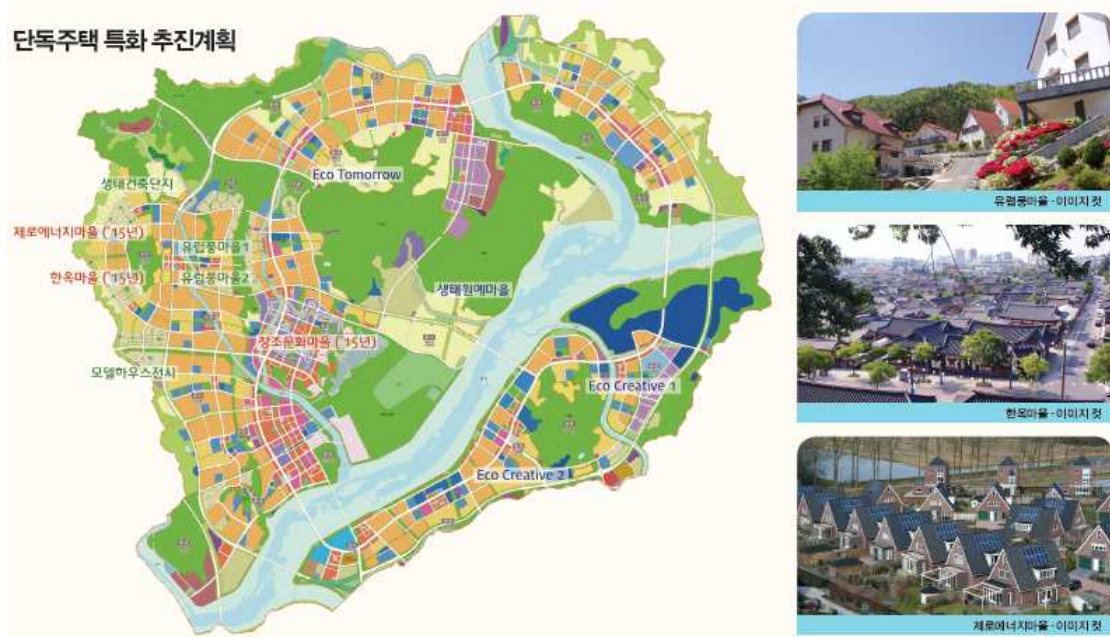 단독주택 특화 추진계획
Eco Tomorrow
생태건축단지
제로에너지마을 ('15년)
유럽풍마을1
한옥마을 ('15년)
유럽풍마을2
생태원예마을
창조문화마을 ('15년)
모델하우스전시
Eco Creative 1
Eco Creative 2
유럽풍마을 - 이미지 컷
한옥마을 - 이미지 컷
제로에너지마을 - 이미지 컷